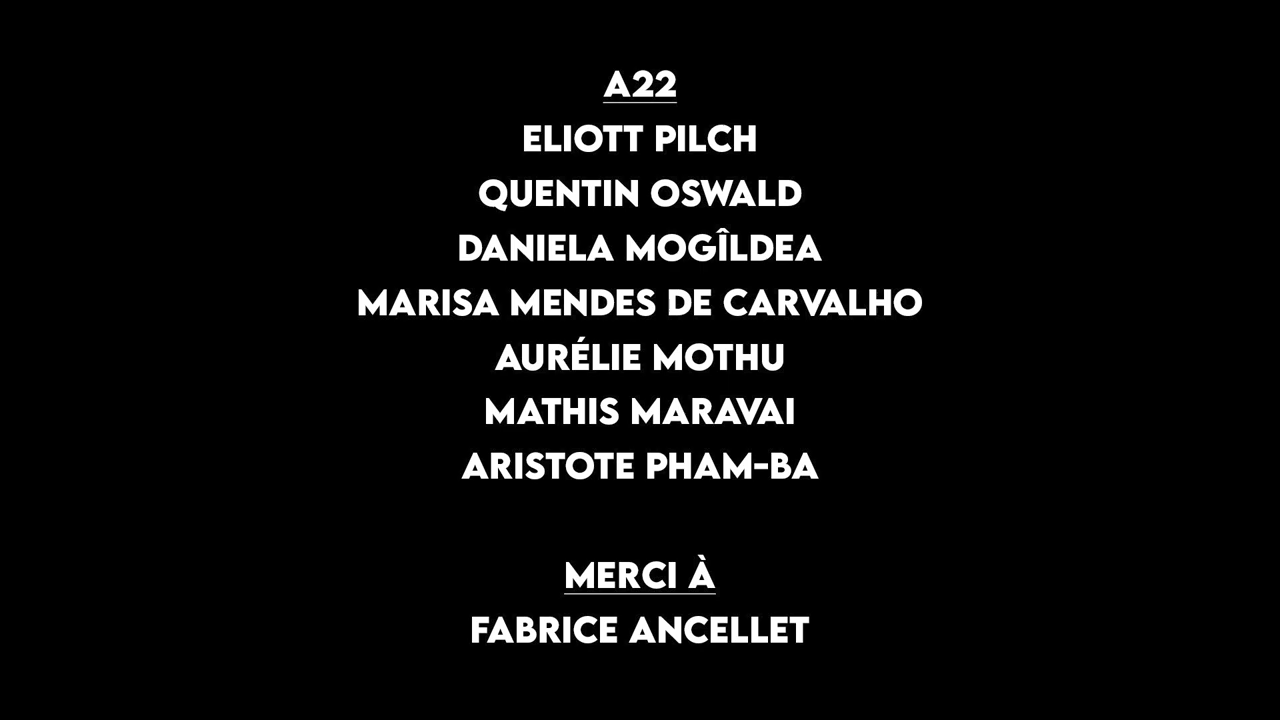 A22
ELIOTT PILCH
QUENTIN OSWALD
DANIELA MOGÎLDEA
MARISA MENDES DE CARVALHO
AURÉLIE MOTHU
MATHIS MARAVAI
ARISTOTE PHAM-BA
MERCI À
FABRICE ANCELLET